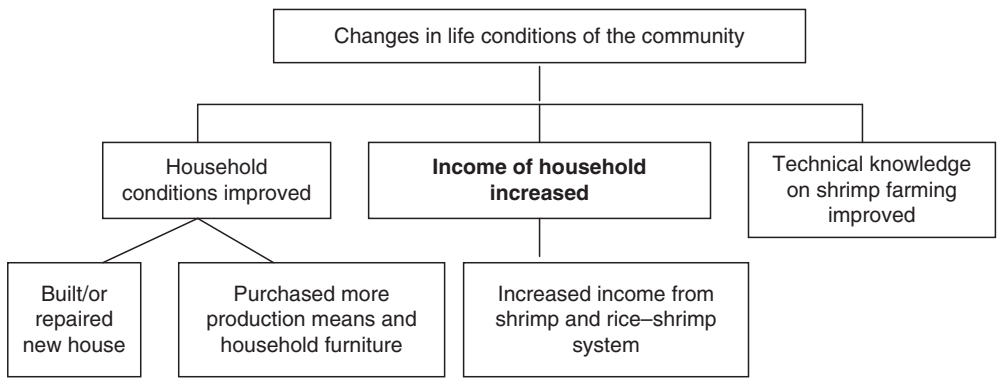 Changes in life conditions of the community
Household
conditions improved
Income of household
increased
Technical knowledge
on shrimp farming
improved
Built/or
repaired
new house
Purchased more
production means and
household furniture
Increased income from
shrimp and rice–shrimp
system